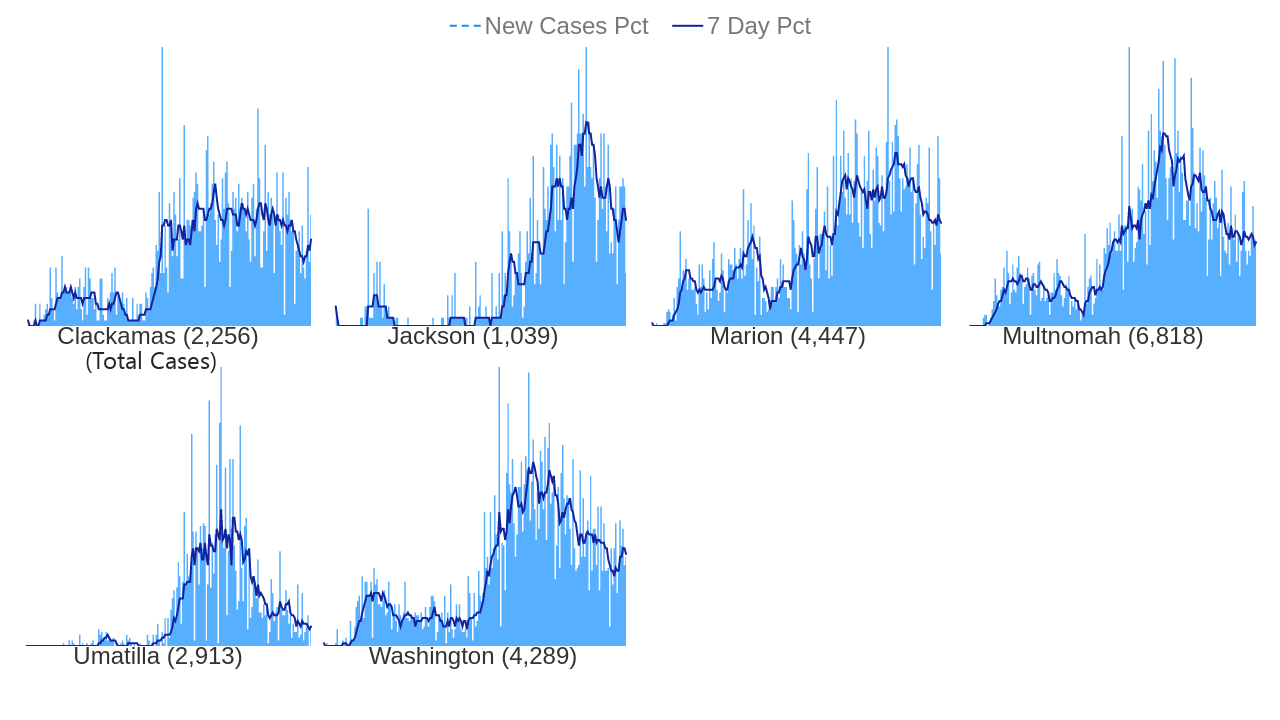 New Cases Pct 7 Day Pct
Clackamas (2,256)
(Total Cases)
Jackson (1,039)
Marion (4,447)
Multnomah (6,818)
Umatilla (2,913)
Washington (4,289)